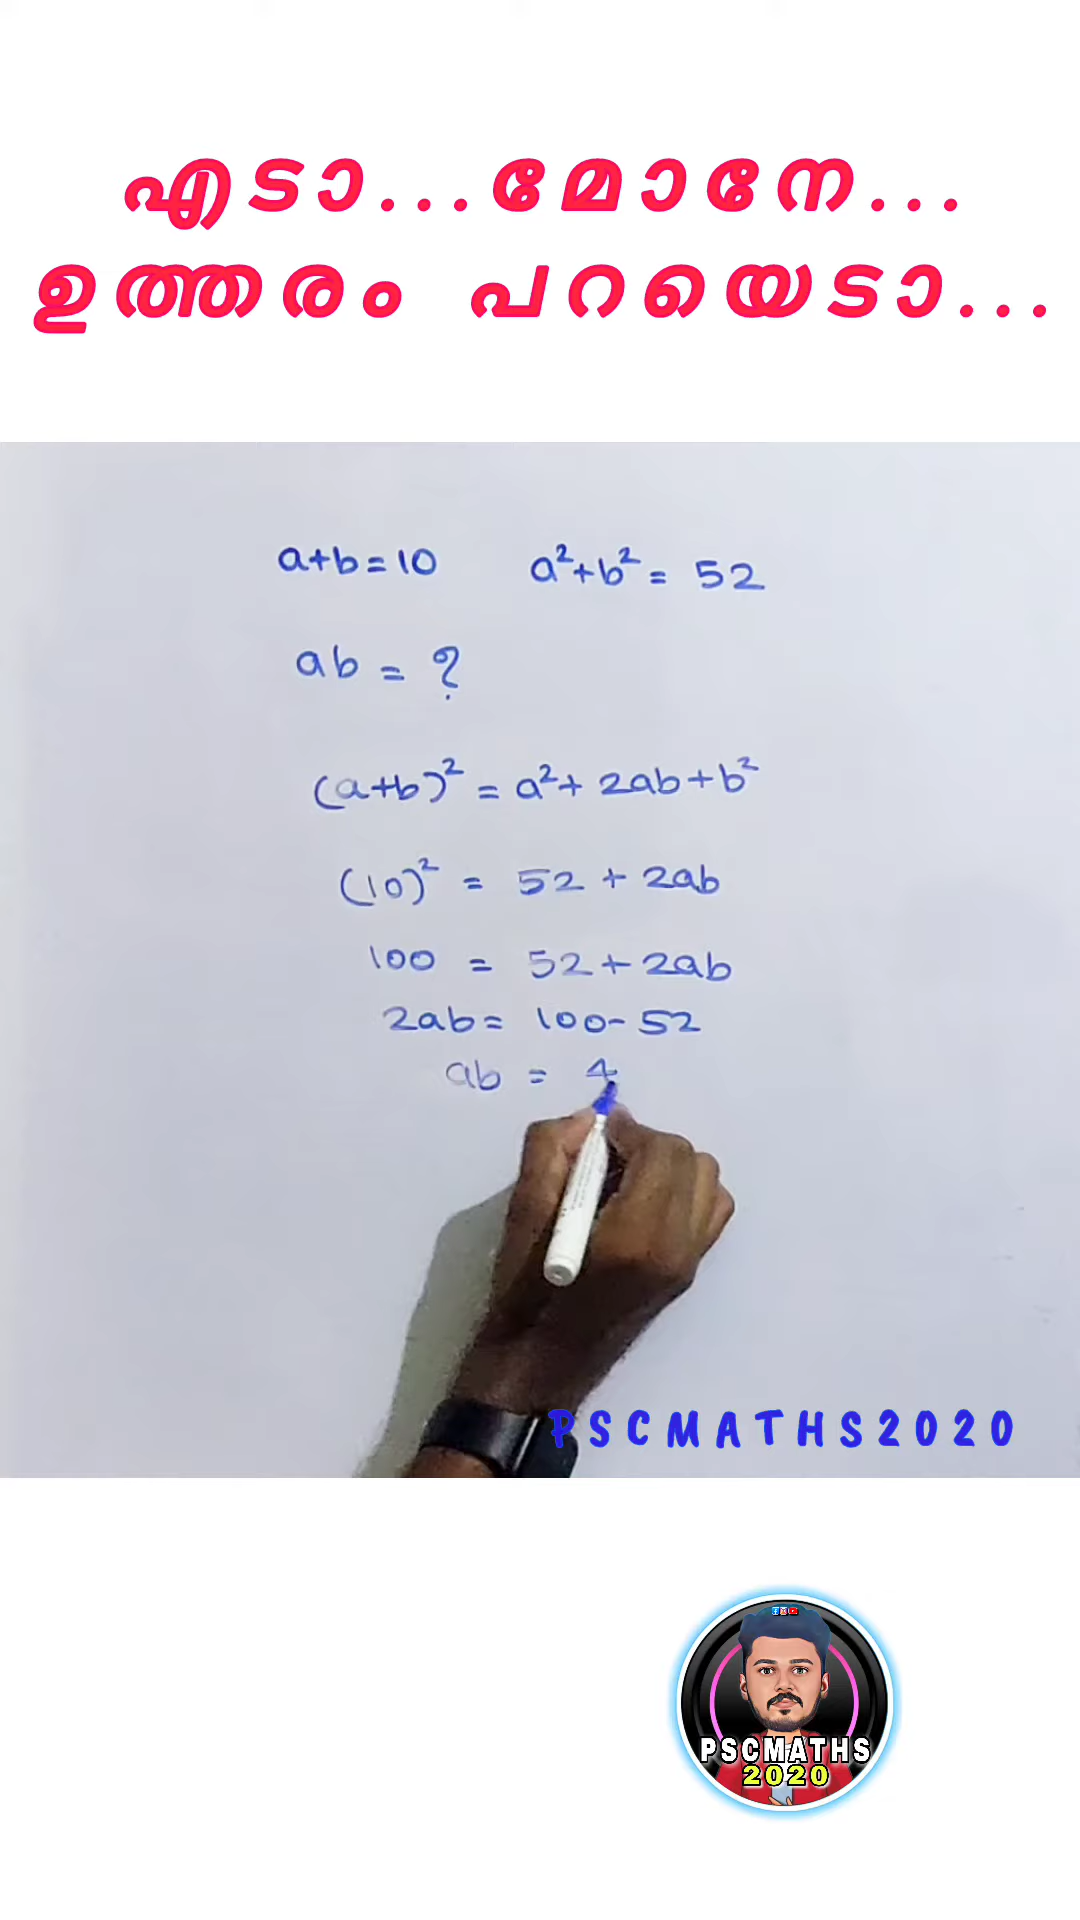 എടാ...മോനേ...
ഉത്തരം പറയെടാ...
a+b=10 a²+b² = 52
ab = ?
(a+b)² = a²+ 2ab+b²
(10)² = 52 + 2ab
100 = 52+2ab
2ab= 100-52
ab = 4
PSCMATHS2020
PSCMATHS
2020